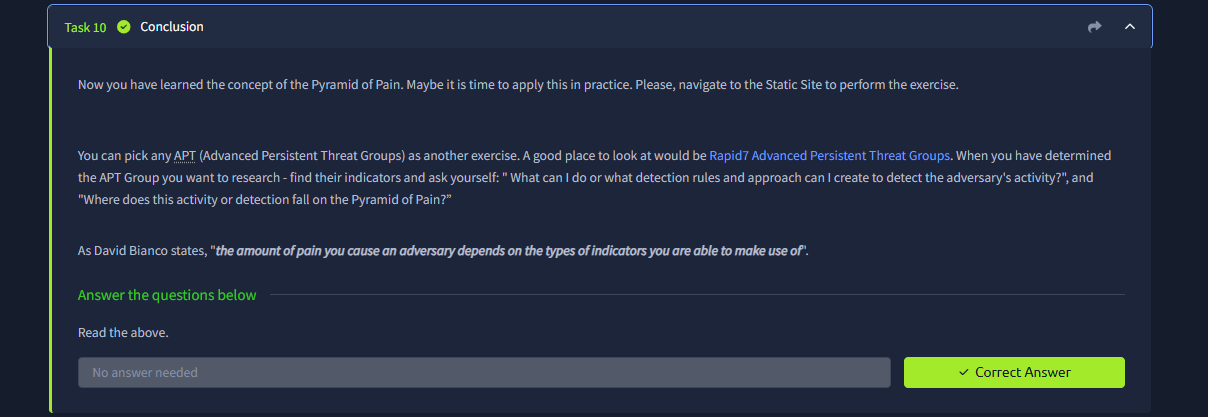 Task 10 Conclusion
Now you have learned the concept of the Pyramid of Pain. Maybe it is time to apply this in practice. Please, navigate to the Static Site to perform the exercise.
You can pick any APT (Advanced Persistent Threat Groups) as another exercise. A good place to look at would be Rapid7 Advanced Persistent Threat Groups. When you have determined
the APT Group you want to research - find their indicators and ask yourself: " What can I do or what detection rules and approach can I create to detect the adversary's activity?", and
"Where does this activity or detection fall on the Pyramid of Pain?”
As David Bianco states, "the amount of pain you cause an adversary depends on the types of indicators you are able to make use of".
Answer the questions below
Read the above.
No answer needed
Correct Answer